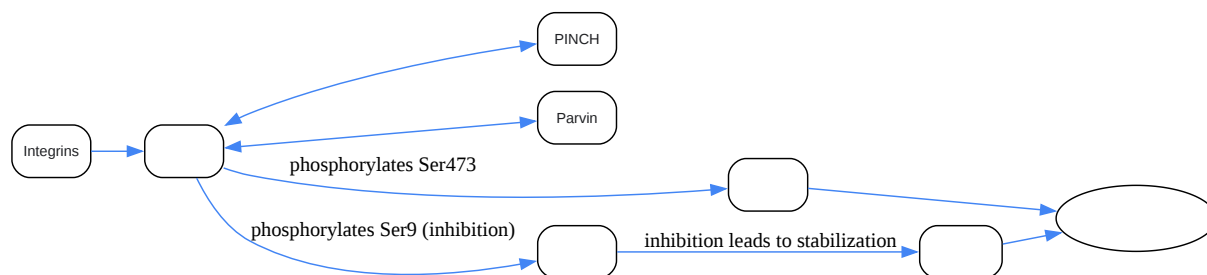 PINCH
Parvin
Integrins
phosphorylates Ser473
phosphorylates Ser9 (inhibition)
inhibition leads to stabilization